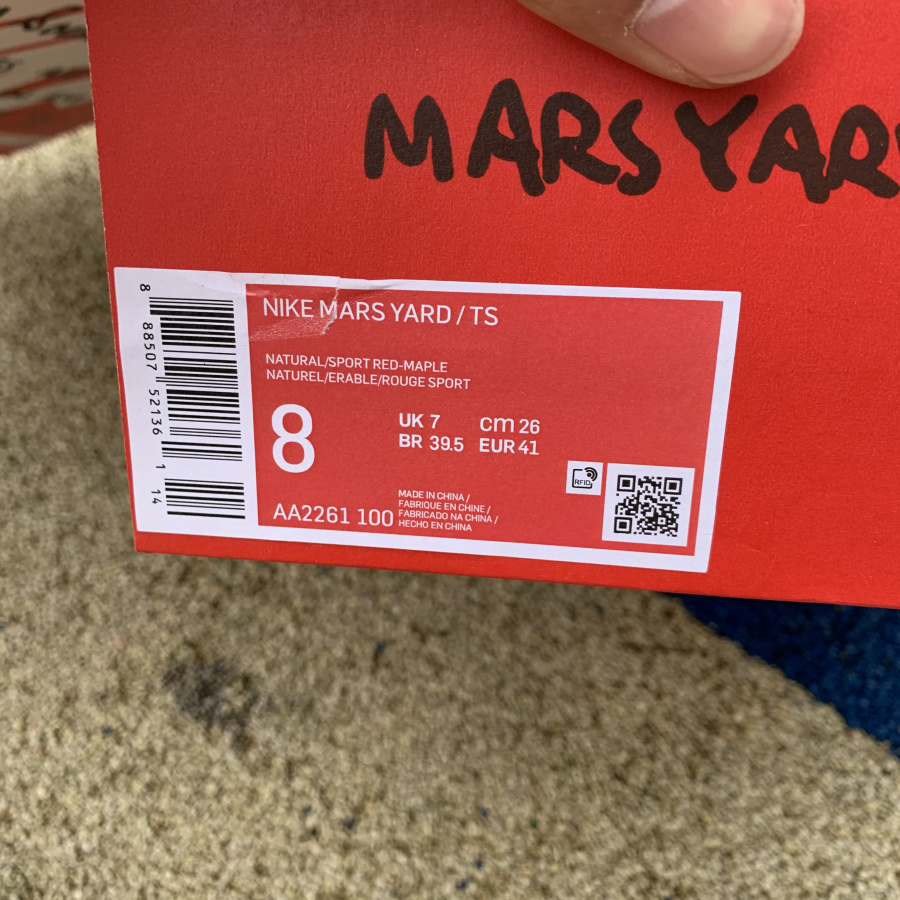 MARS YAR
NIKE MARS YARD / TS
NATURAL/SPORT RED-MAPLE
NATUREL/ERABLE/ROUGE SPORT
8
UK 7 cm 26
BR 39.5 EUR 41
AA2261 100
MADE IN CHINA /
FABRIQUE EN CHINE /
FABRICADO NA CHINA /
HECHO EN CHINA
RFID
8 88507 52136 1 14